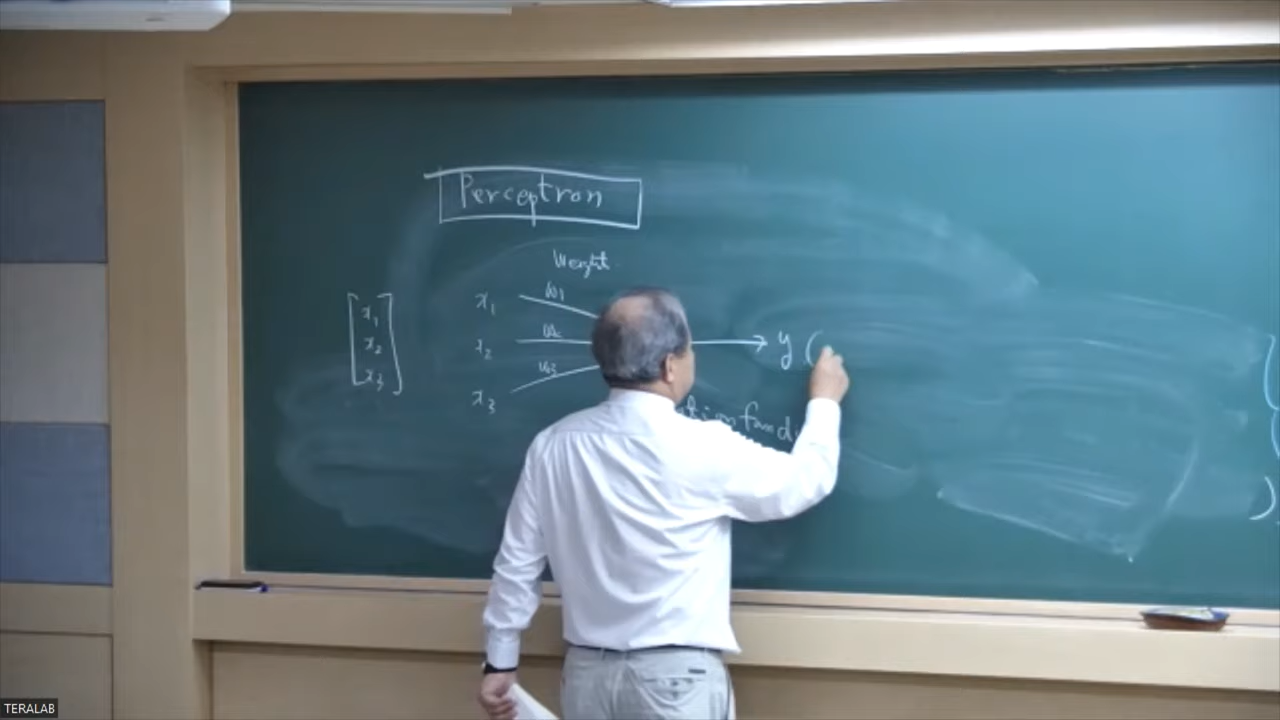 Perceptron
Weight
x1 w1
x2 w2 y (
x3 w3
x1
x2
x3
TERALAB